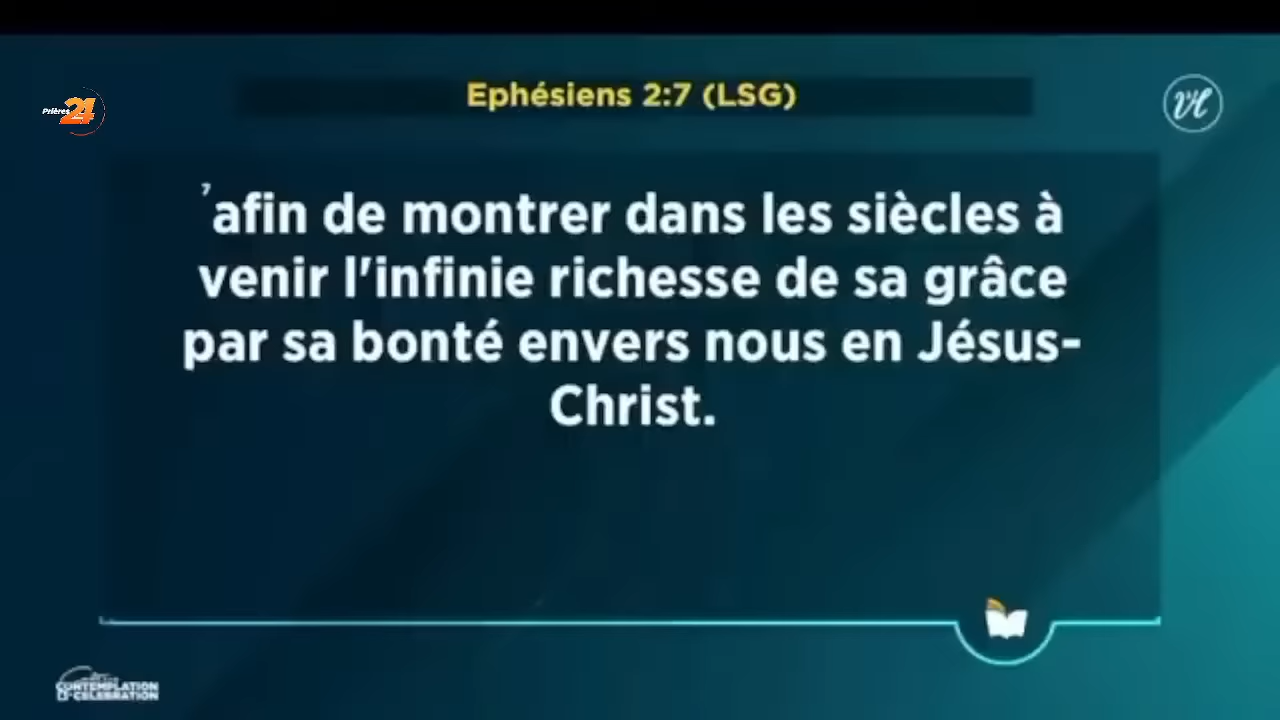 Ephésiens 2:7 (LSG)
Prières 24
vh
⁷afin de montrer dans les siècles à
venir l'infinie richesse de sa grâce
par sa bonté envers nous en Jésus-
Christ.
CONTEMPLATION
& CELEBRATION